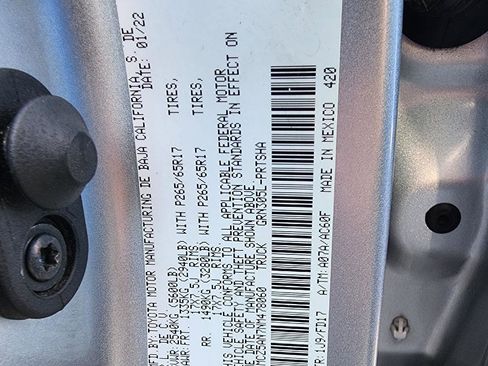 MFD.BY:TOYOTA MOTOR MANUFACTURING DE BAJA CALIFORNIA, S. DE
R.L. DE C.V. DATE: 01/22
GVWR:2540KG (5600LB)
GAWR:FRT. 1335KG (2940LB) WITH P265/65R17 TIRES,
17X7.5J RIMS,
RR. 1490KG (3280LB) WITH P265/65R17 TIRES,
17X7.5J RIMS,
THIS VEHICLE CONFORMS TO ALL APPLICABLE FEDERAL MOTOR
VEHICLE SAFETY AND THEFT PREVENTION STANDARDS IN EFFECT ON
THE DATE OF MANUFACTURE SHOWN ABOVE.
TRUCK GRN305L-PRTSHA
C/TR:1J9/FD17 A/TM:A07A/AC60F MADE IN MEXICO 420